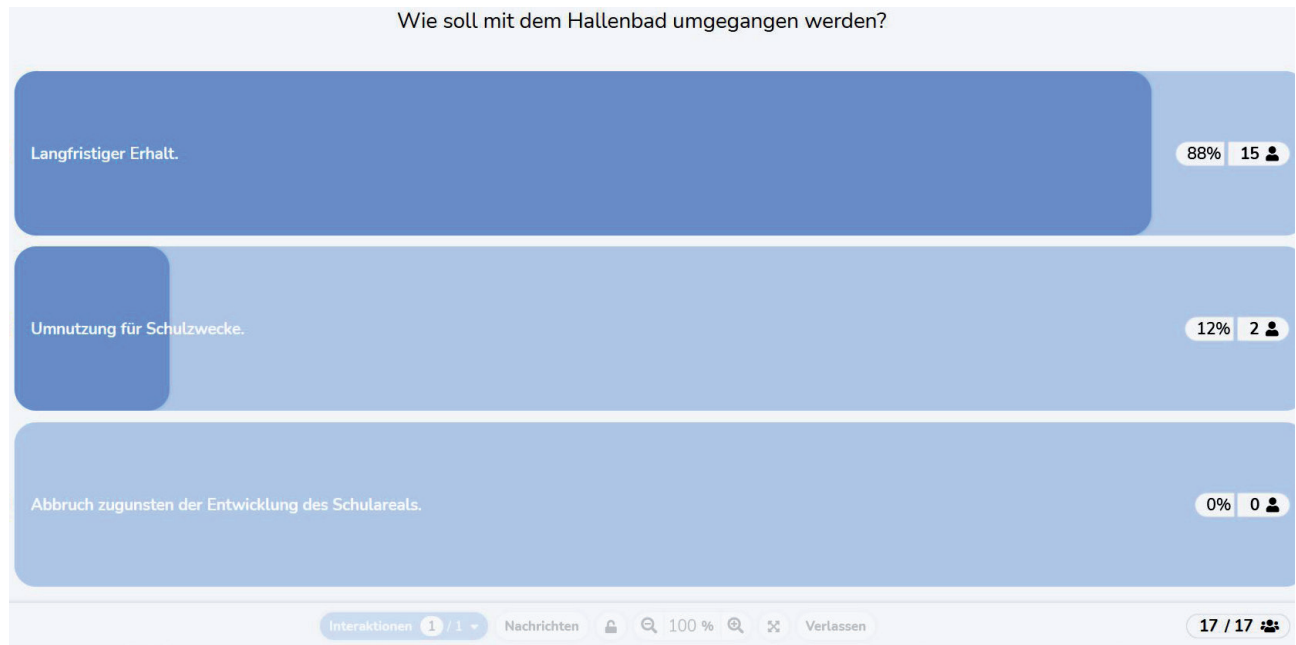 Wie soll mit dem Hallenbad umgegangen werden?
Langfristiger Erhalt.
88% 15
Umnutzung für Schulzwecke.
12% 2
Abbruch zugunsten der Entwicklung des Schulareals.
0% 0
Interaktionen 1 / 1 Nachrichten 100 % Verlassen 17 / 17